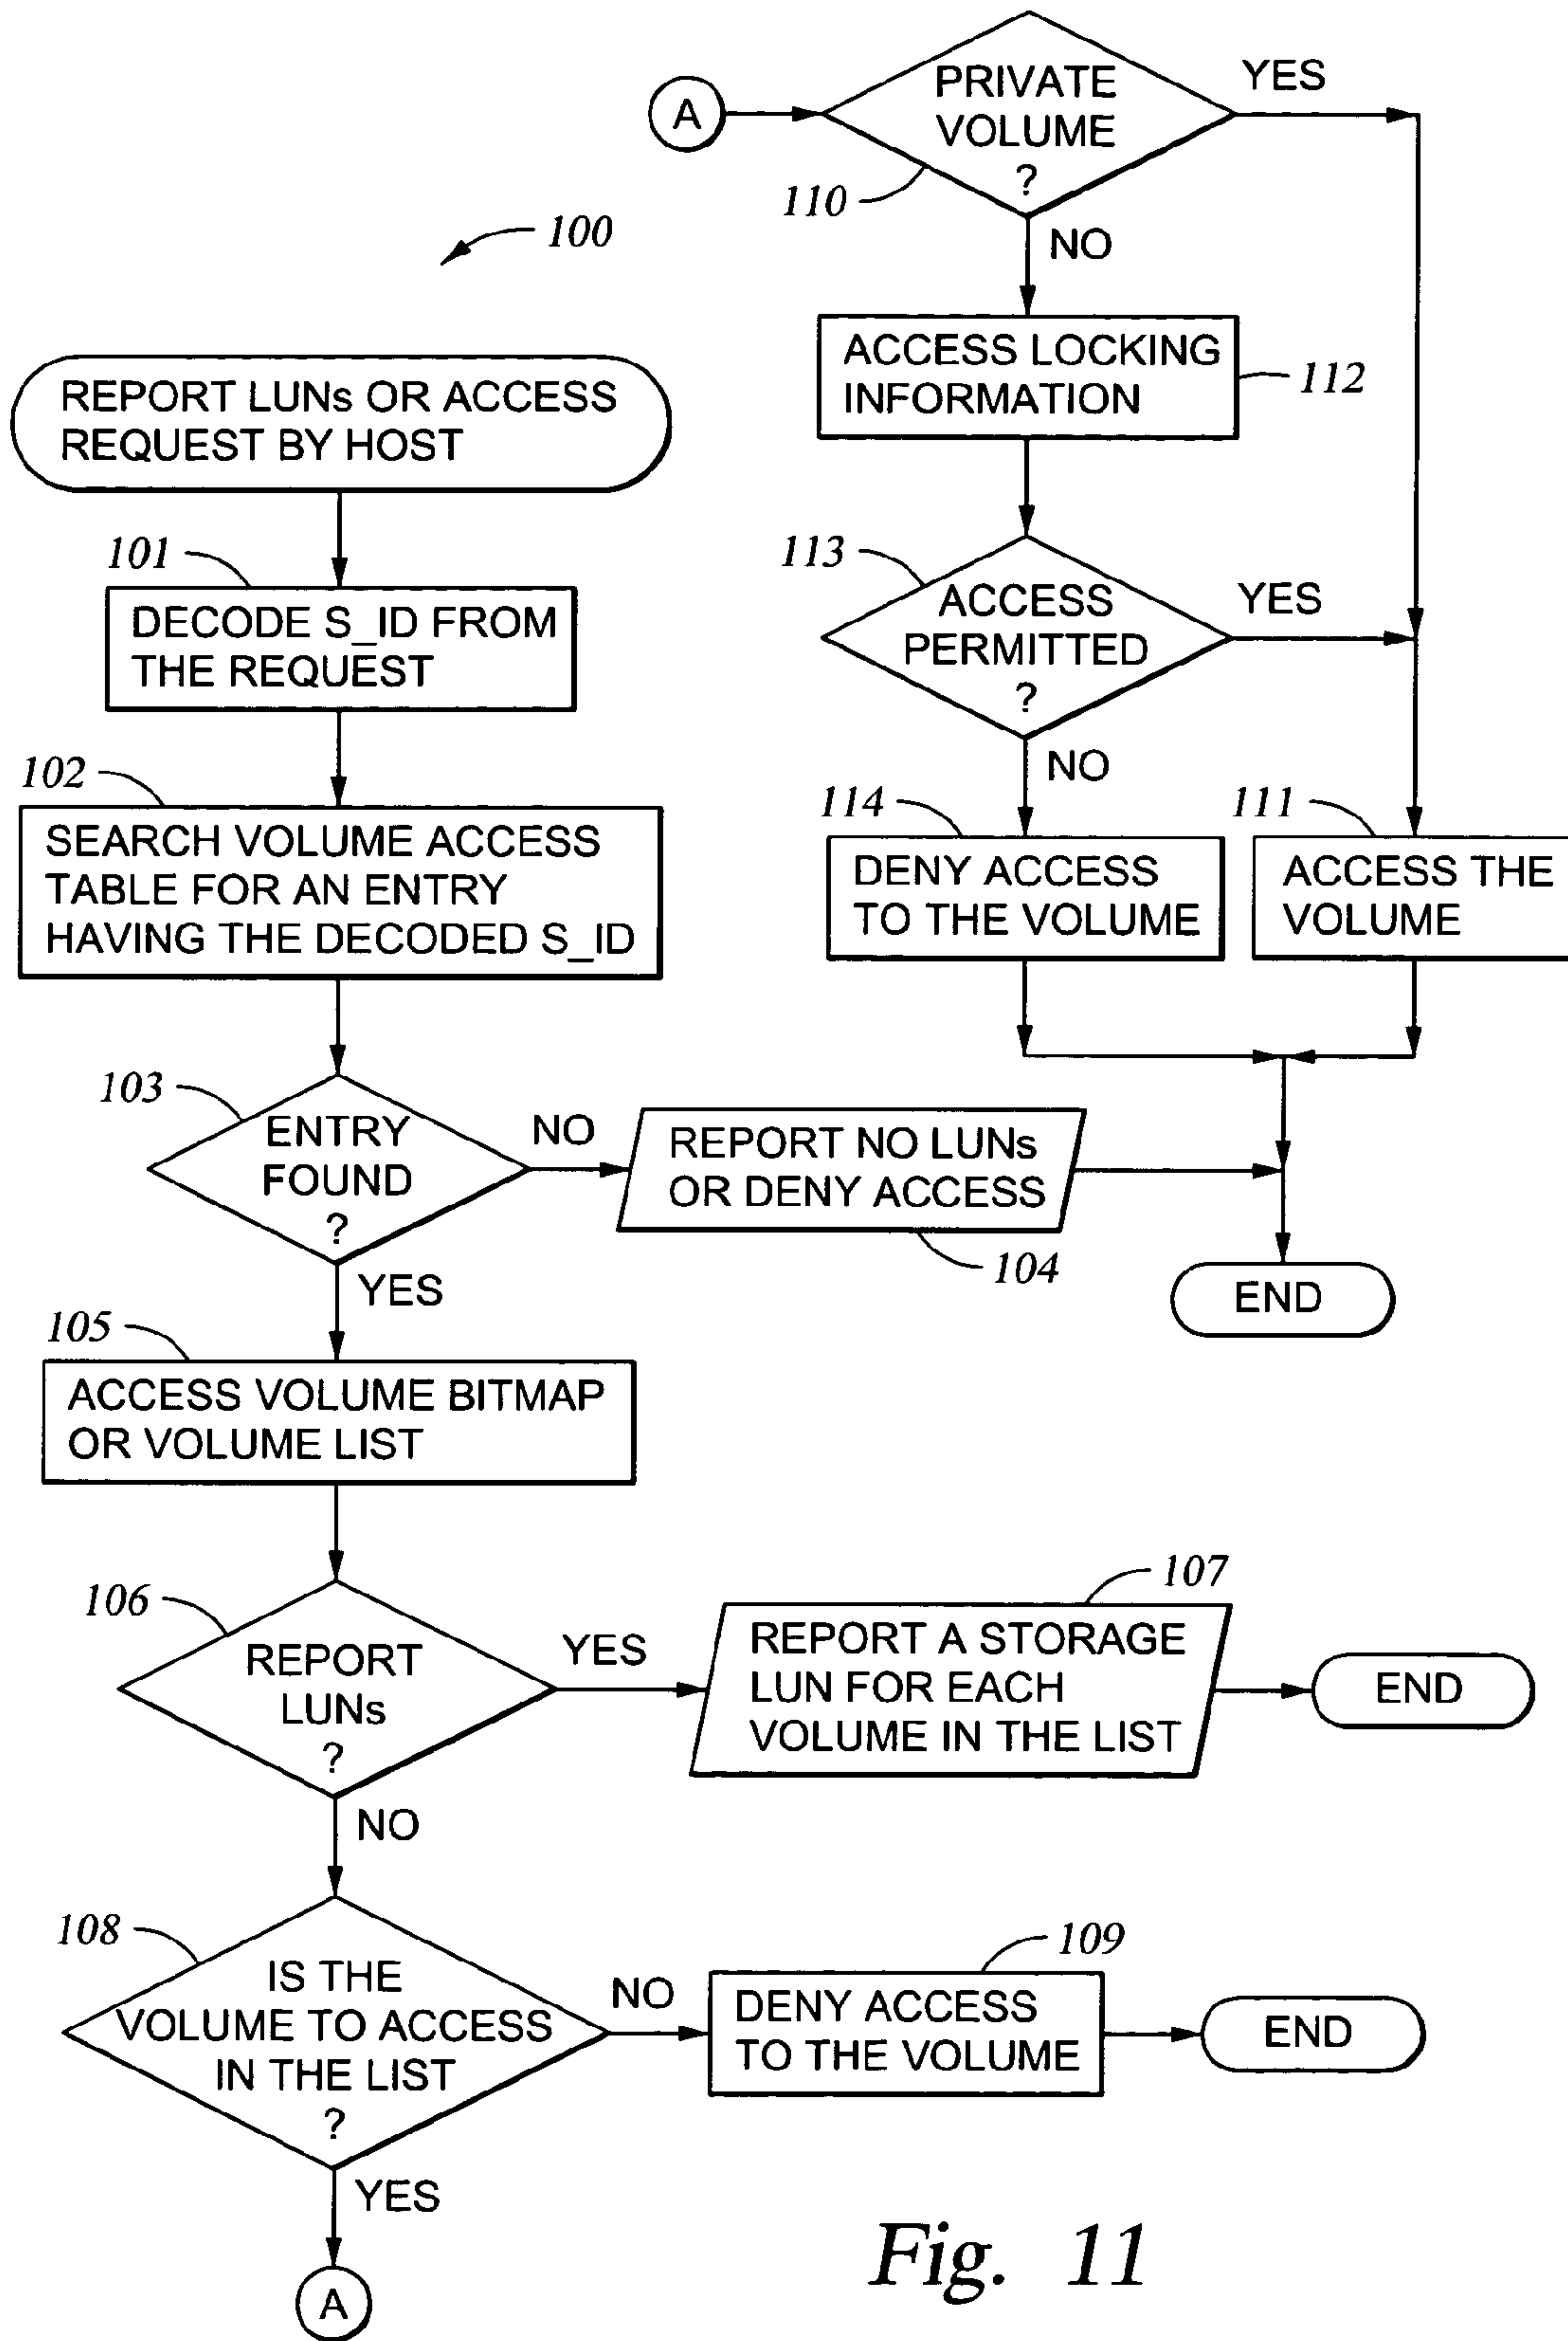 100
REPORT LUNs OR ACCESS
REQUEST BY HOST
101
DECODE S_ID FROM
THE REQUEST
102
SEARCH VOLUME ACCESS
TABLE FOR AN ENTRY
HAVING THE DECODED S_ID
103
ENTRY
FOUND
?
NO
REPORT NO LUNs
OR DENY ACCESS
104
YES
105
ACCESS VOLUME BITMAP
OR VOLUME LIST
106
REPORT
LUNs
?
YES
107
REPORT A STORAGE
LUN FOR EACH
VOLUME IN THE LIST
END
NO
108
IS THE
VOLUME TO ACCESS
IN THE LIST
?
NO
109
DENY ACCESS
TO THE VOLUME
END
YES
A
A
PRIVATE
VOLUME
?
110
YES
NO
ACCESS LOCKING
INFORMATION
112
113
ACCESS
PERMITTED
?
YES
NO
114
DENY ACCESS
TO THE VOLUME
111
ACCESS THE
VOLUME
END
Fig. 11